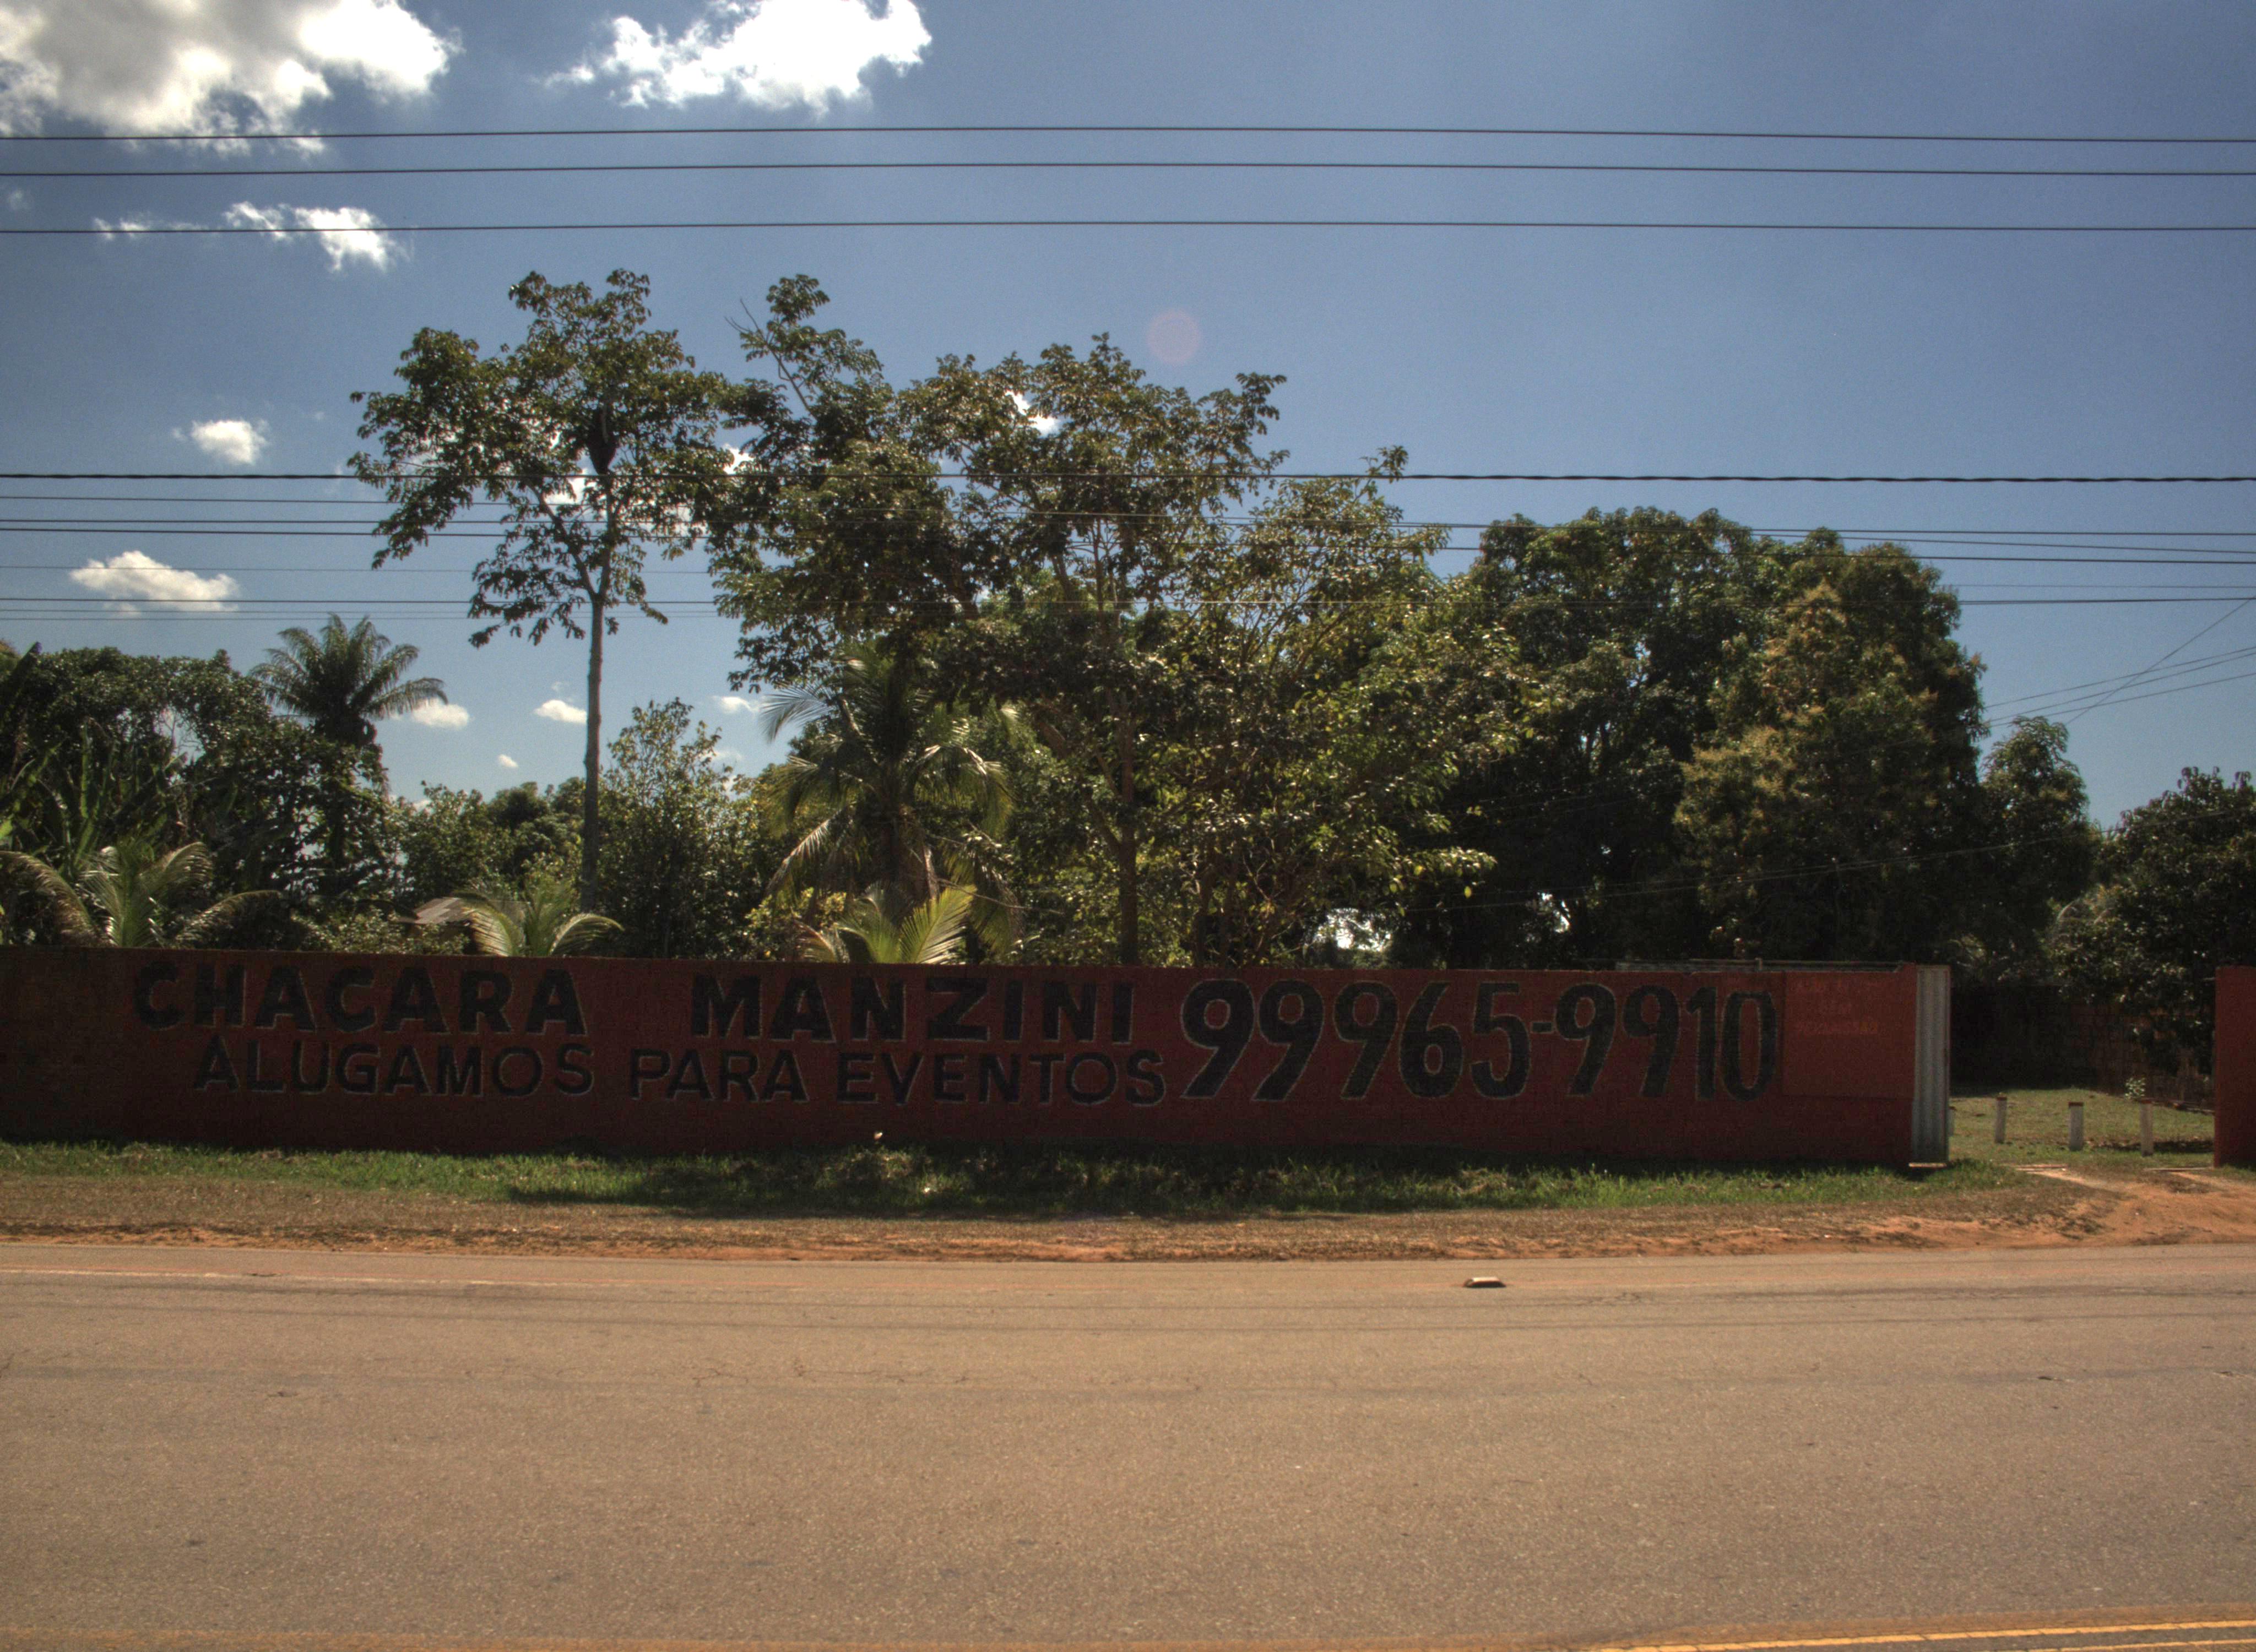 CHACARA MANZINI 99965-9910
ALUGAMOS PARA EVENTOS